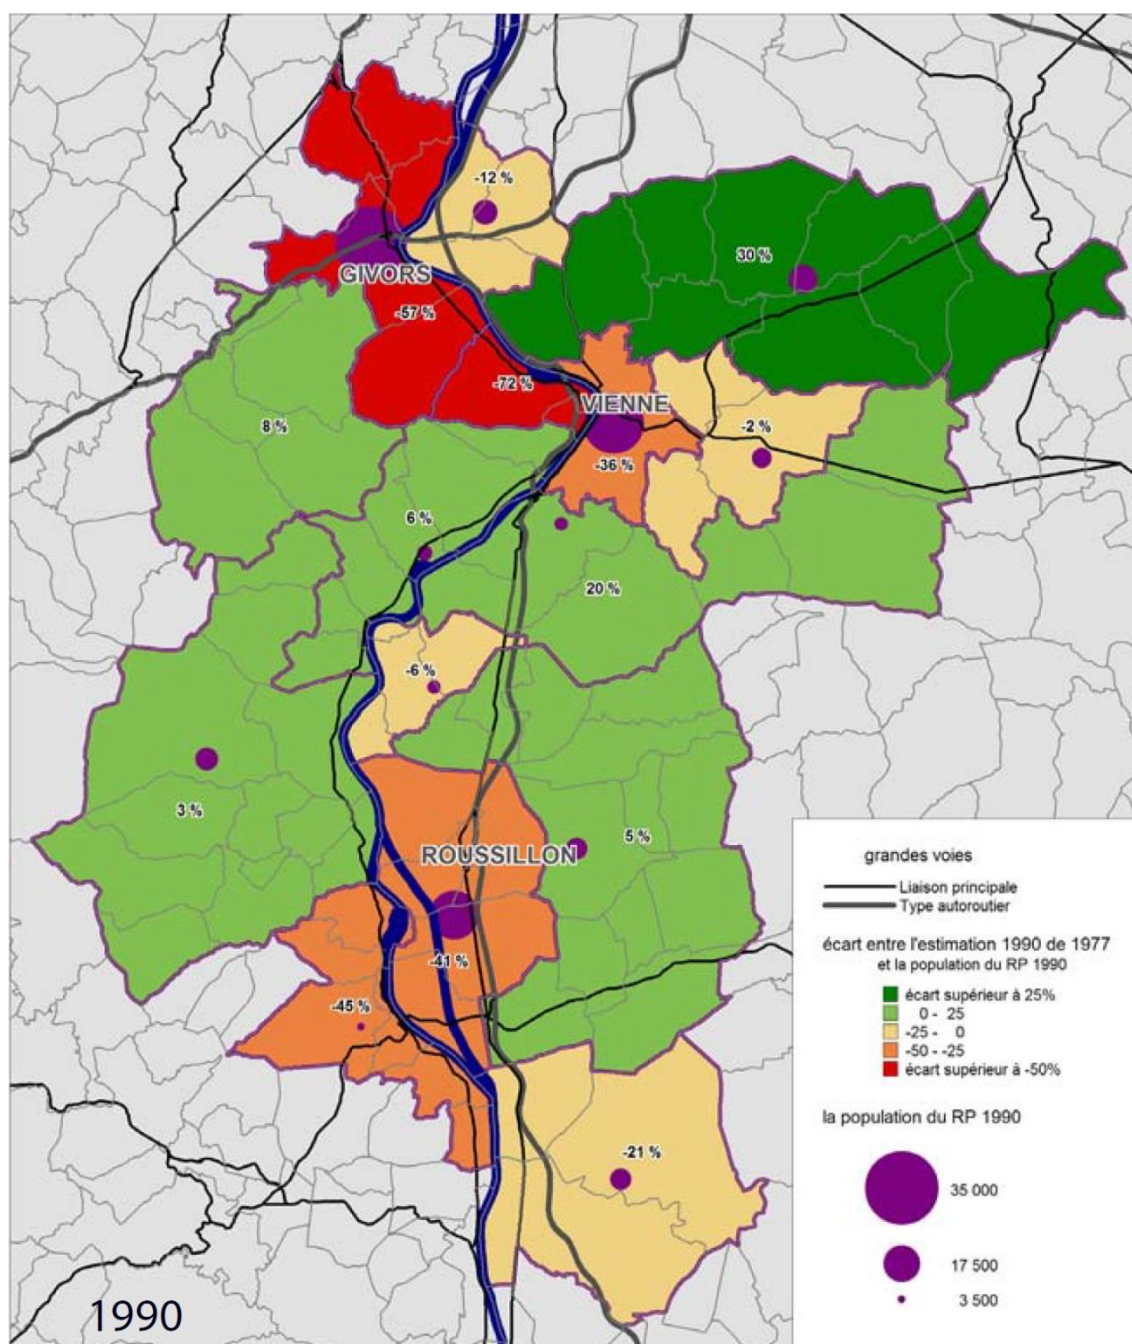 -12 %
30 %
GIVORS
-57 %
-72 %
VIENNE
8 %
-2 %
-36 %
6 %
20 %
-6 %
3 %
5 %
ROUSSILLON
-41 %
-45 %
-21 %
1990
grandes voies
Liaison principale
Type autoroutier
écart entre l'estimation 1990 de 1977
et la population du RP 1990
écart supérieur à 25%
0 - 25
-25 - 0
-50 - -25
écart supérieur à -50%
la population du RP 1990
35 000
17 500
3 500